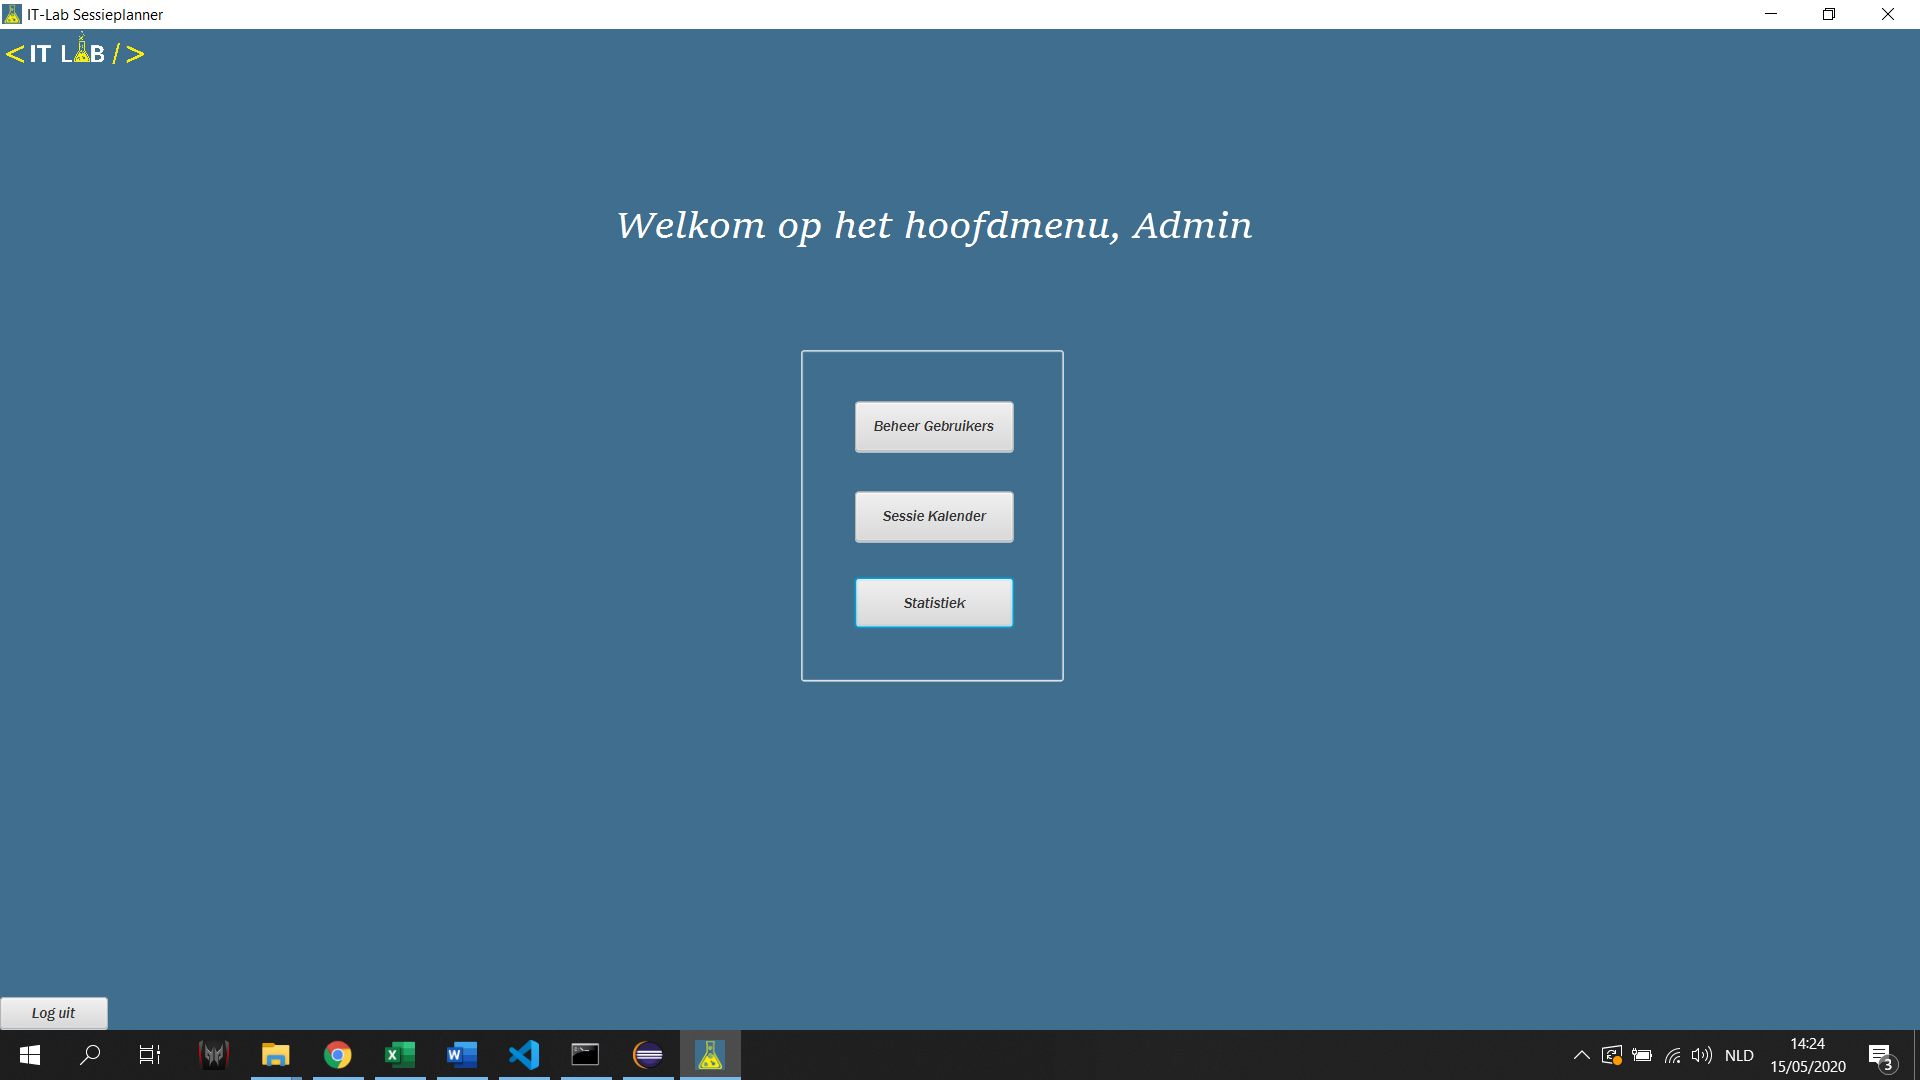 IT-Lab Sessieplanner
<IT LAB />
Welkom op het hoofdmenu, Admin
Beheer Gebruikers
Sessie Kalender
Statistiek
Log uit
NLD
14:24
15/05/2020
3